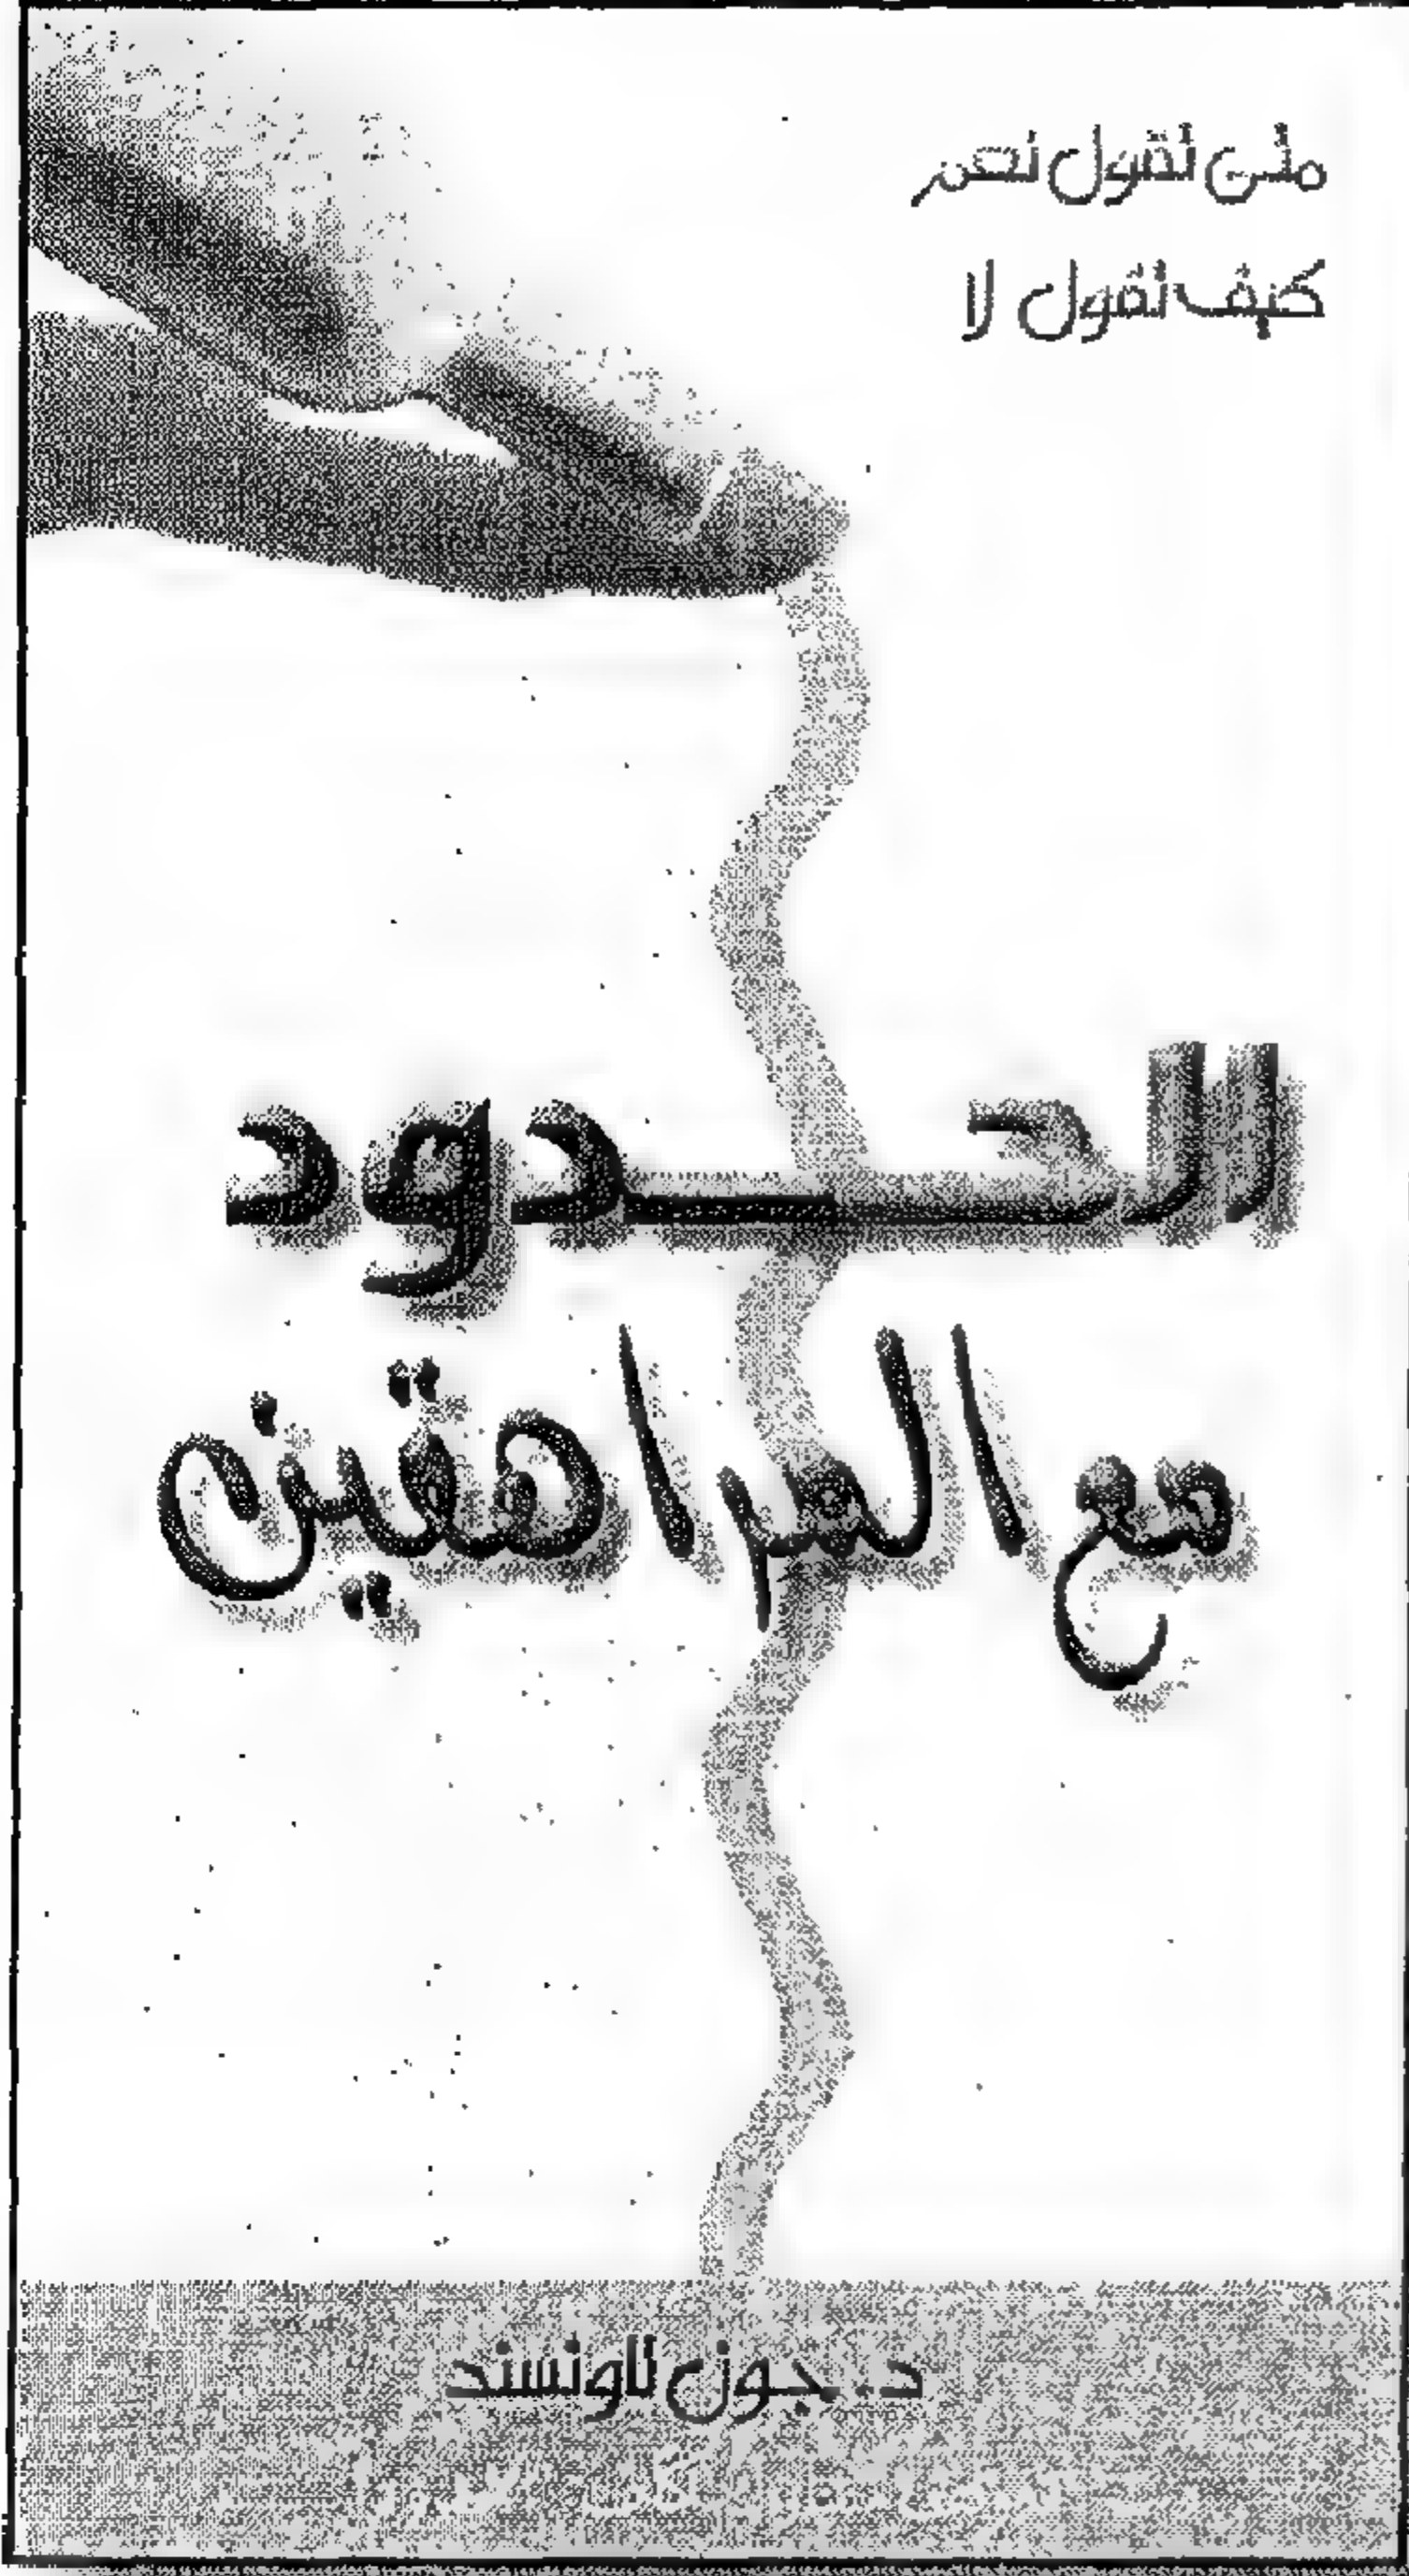 متى تقول نعم
كيف تقول لا
الحدود
مع المراهقين
د. جون تاونسند